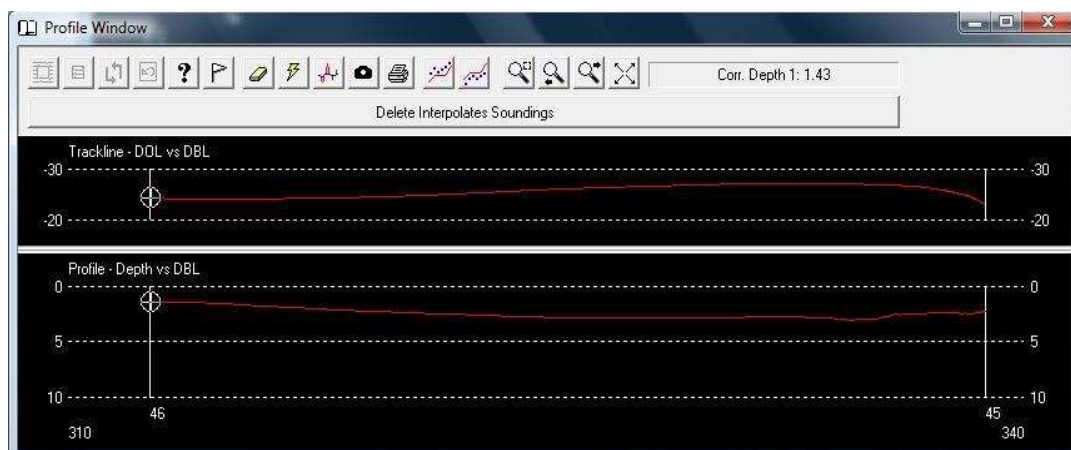 Profile Window
Corr. Depth 1: 1.43
Delete Interpolates Soundings
Trackline - DOL vs DBL
-30 -30
-20 -20
Profile - Depth vs DBL
0 0
5 5
10 10
46 45
310 340